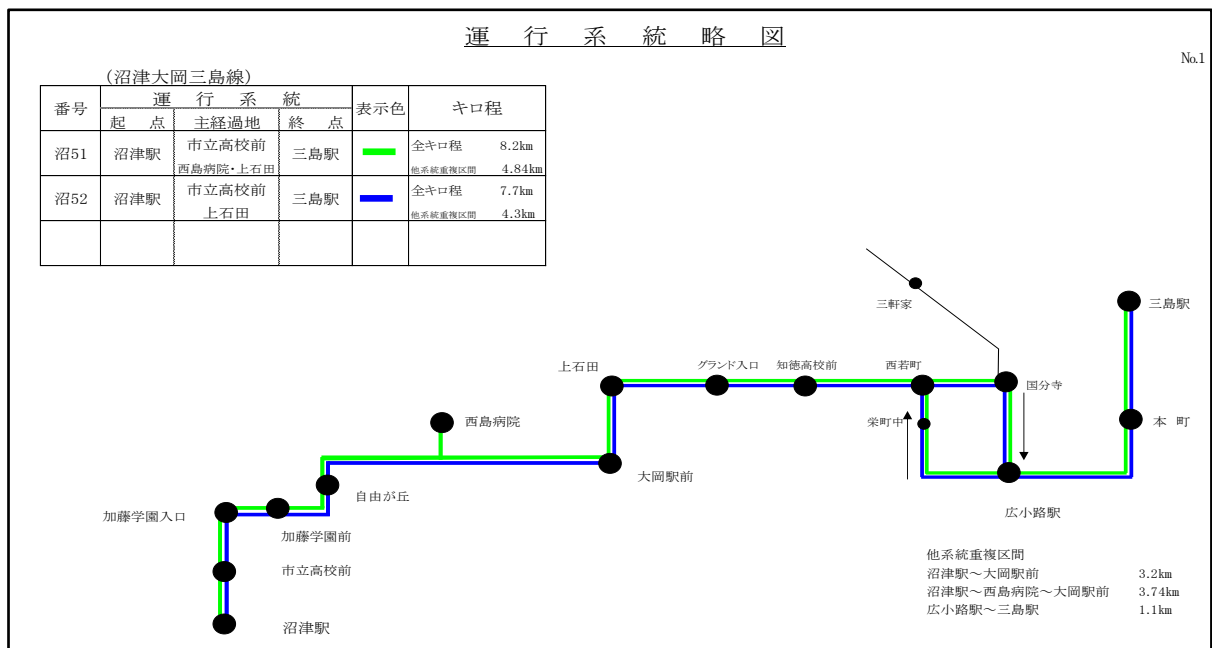 運行系統略図
No.1
(沼津大岡三島線)
番号 運行系統 表示色 キロ程
起点 主経過地 終点
沼51 沼津駅 市立高校前 三島駅 全キロ程 8.2km
西島病院・上石田 他系統重複区間 4.84km
沼52 沼津駅 市立高校前 三島駅 全キロ程 7.7km
上石田 他系統重複区間 4.3km
三軒家
三島駅
上石田
グランド入口
知徳高校前
西若町
国分寺
西島病院
栄町中
本町
大岡駅前
自由が丘
加藤学園入口
加藤学園前
広小路駅
市立高校前
沼津駅
他系統重複区間
沼津駅～大岡駅前 3.2km
沼津駅～西島病院～大岡駅前 3.74km
広小路駅～三島駅 1.1km